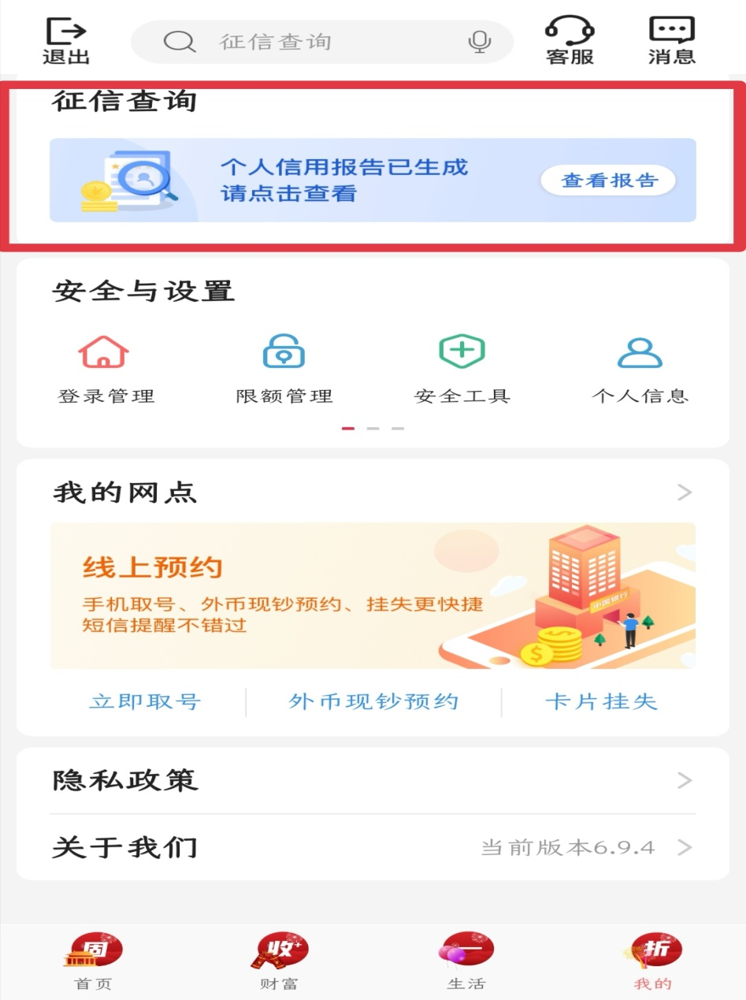 退出
征信查询
客服
消息
征信查询
个人信用报告已生成
请点击查看
查看报告
安全与设置
登录管理
限额管理
安全工具
个人信息
我的网点
线上预约
手机取号、外币现钞预约、挂失更快捷
短信提醒不错过
中国银行
立即取号
外币现钞预约
卡片挂失
隐私政策
关于我们
当前版本6.9.4
周
收+
一
折
首页
财富
生活
我的